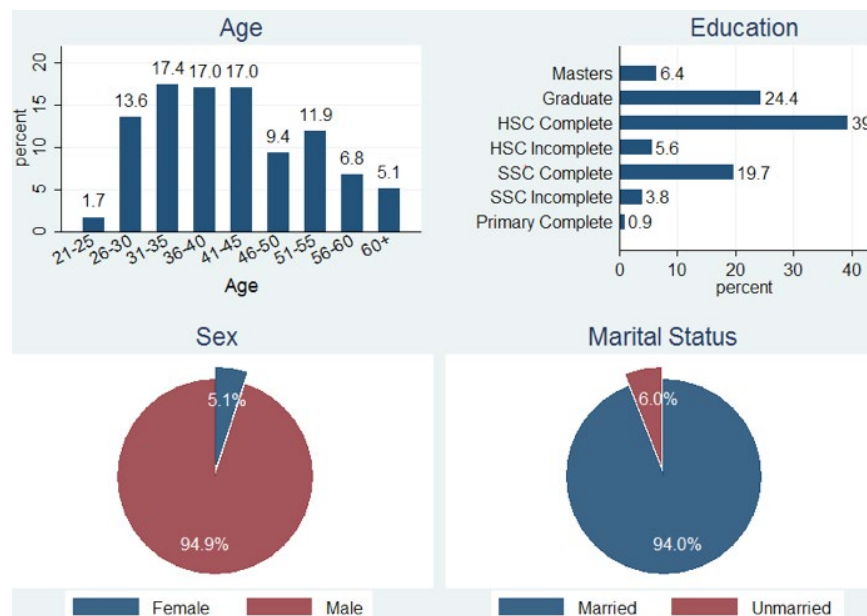 Age
20
15
10
5
0
percent
1.7
13.6
17.4
17.0
17.0
9.4
11.9
6.8
5.1
21-25
26-30
31-35
36-40
41-45
46-50
51-55
56-60
60+
Age
Education
Masters
6.4
Graduate
24.4
HSC Complete
39
HSC Incomplete
5.6
SSC Complete
19.7
SSC Incomplete
3.8
Primary Complete
0.9
0 10 20 30 40
percent
Sex
5.1%
94.9%
Female Male
Marital Status
6.0%
94.0%
Married Unmarried